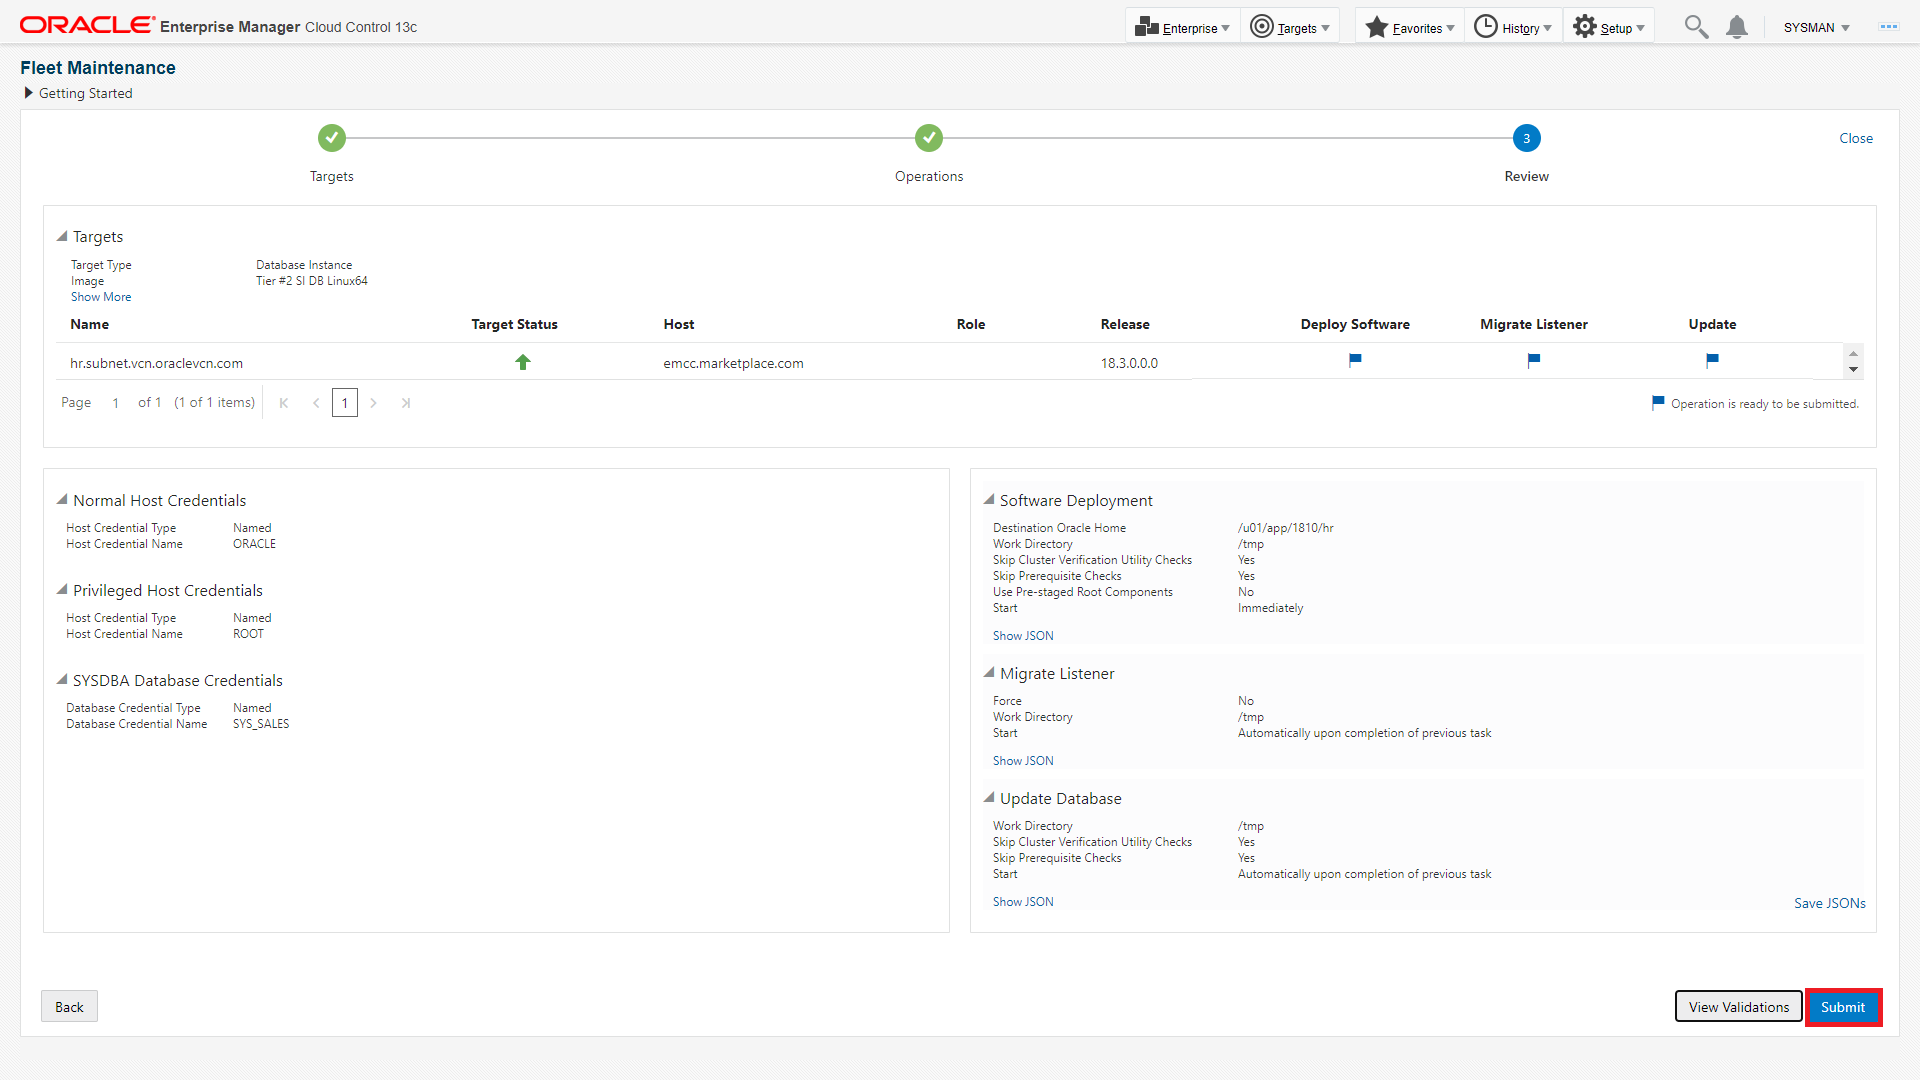 ORACLE Enterprise Manager Cloud Control 13c
Enterprise
Targets
Favorites
History
Setup
SYSMAN
Fleet Maintenance
Getting Started
3
Close
Targets
Operations
Review
Targets
Target Type Database Instance
Image Tier #2 SI DB Linux64
Show More
Name Target Status Host Role Release Deploy Software Migrate Listener Update
hr.subnet.vcn.oraclevcn.com emcc.marketplace.com 18.3.0.0.0
Page 1 of 1 (1 of 1 items) 1
Operation is ready to be submitted.
Normal Host Credentials
Host Credential Type Named
Host Credential Name ORACLE
Privileged Host Credentials
Host Credential Type Named
Host Credential Name ROOT
SYSDBA Database Credentials
Database Credential Type Named
Database Credential Name SYS_SALES
Software Deployment
Destination Oracle Home /u01/app/1810/hr
Work Directory /tmp
Skip Cluster Verification Utility Checks Yes
Skip Prerequisite Checks Yes
Use Pre-staged Root Components No
Start Immediately
Show JSON
Migrate Listener
Force No
Work Directory /tmp
Start Automatically upon completion of previous task
Show JSON
Update Database
Work Directory /tmp
Skip Cluster Verification Utility Checks Yes
Skip Prerequisite Checks Yes
Start Automatically upon completion of previous task
Show JSON
Save JSONs
Back
View Validations
Submit